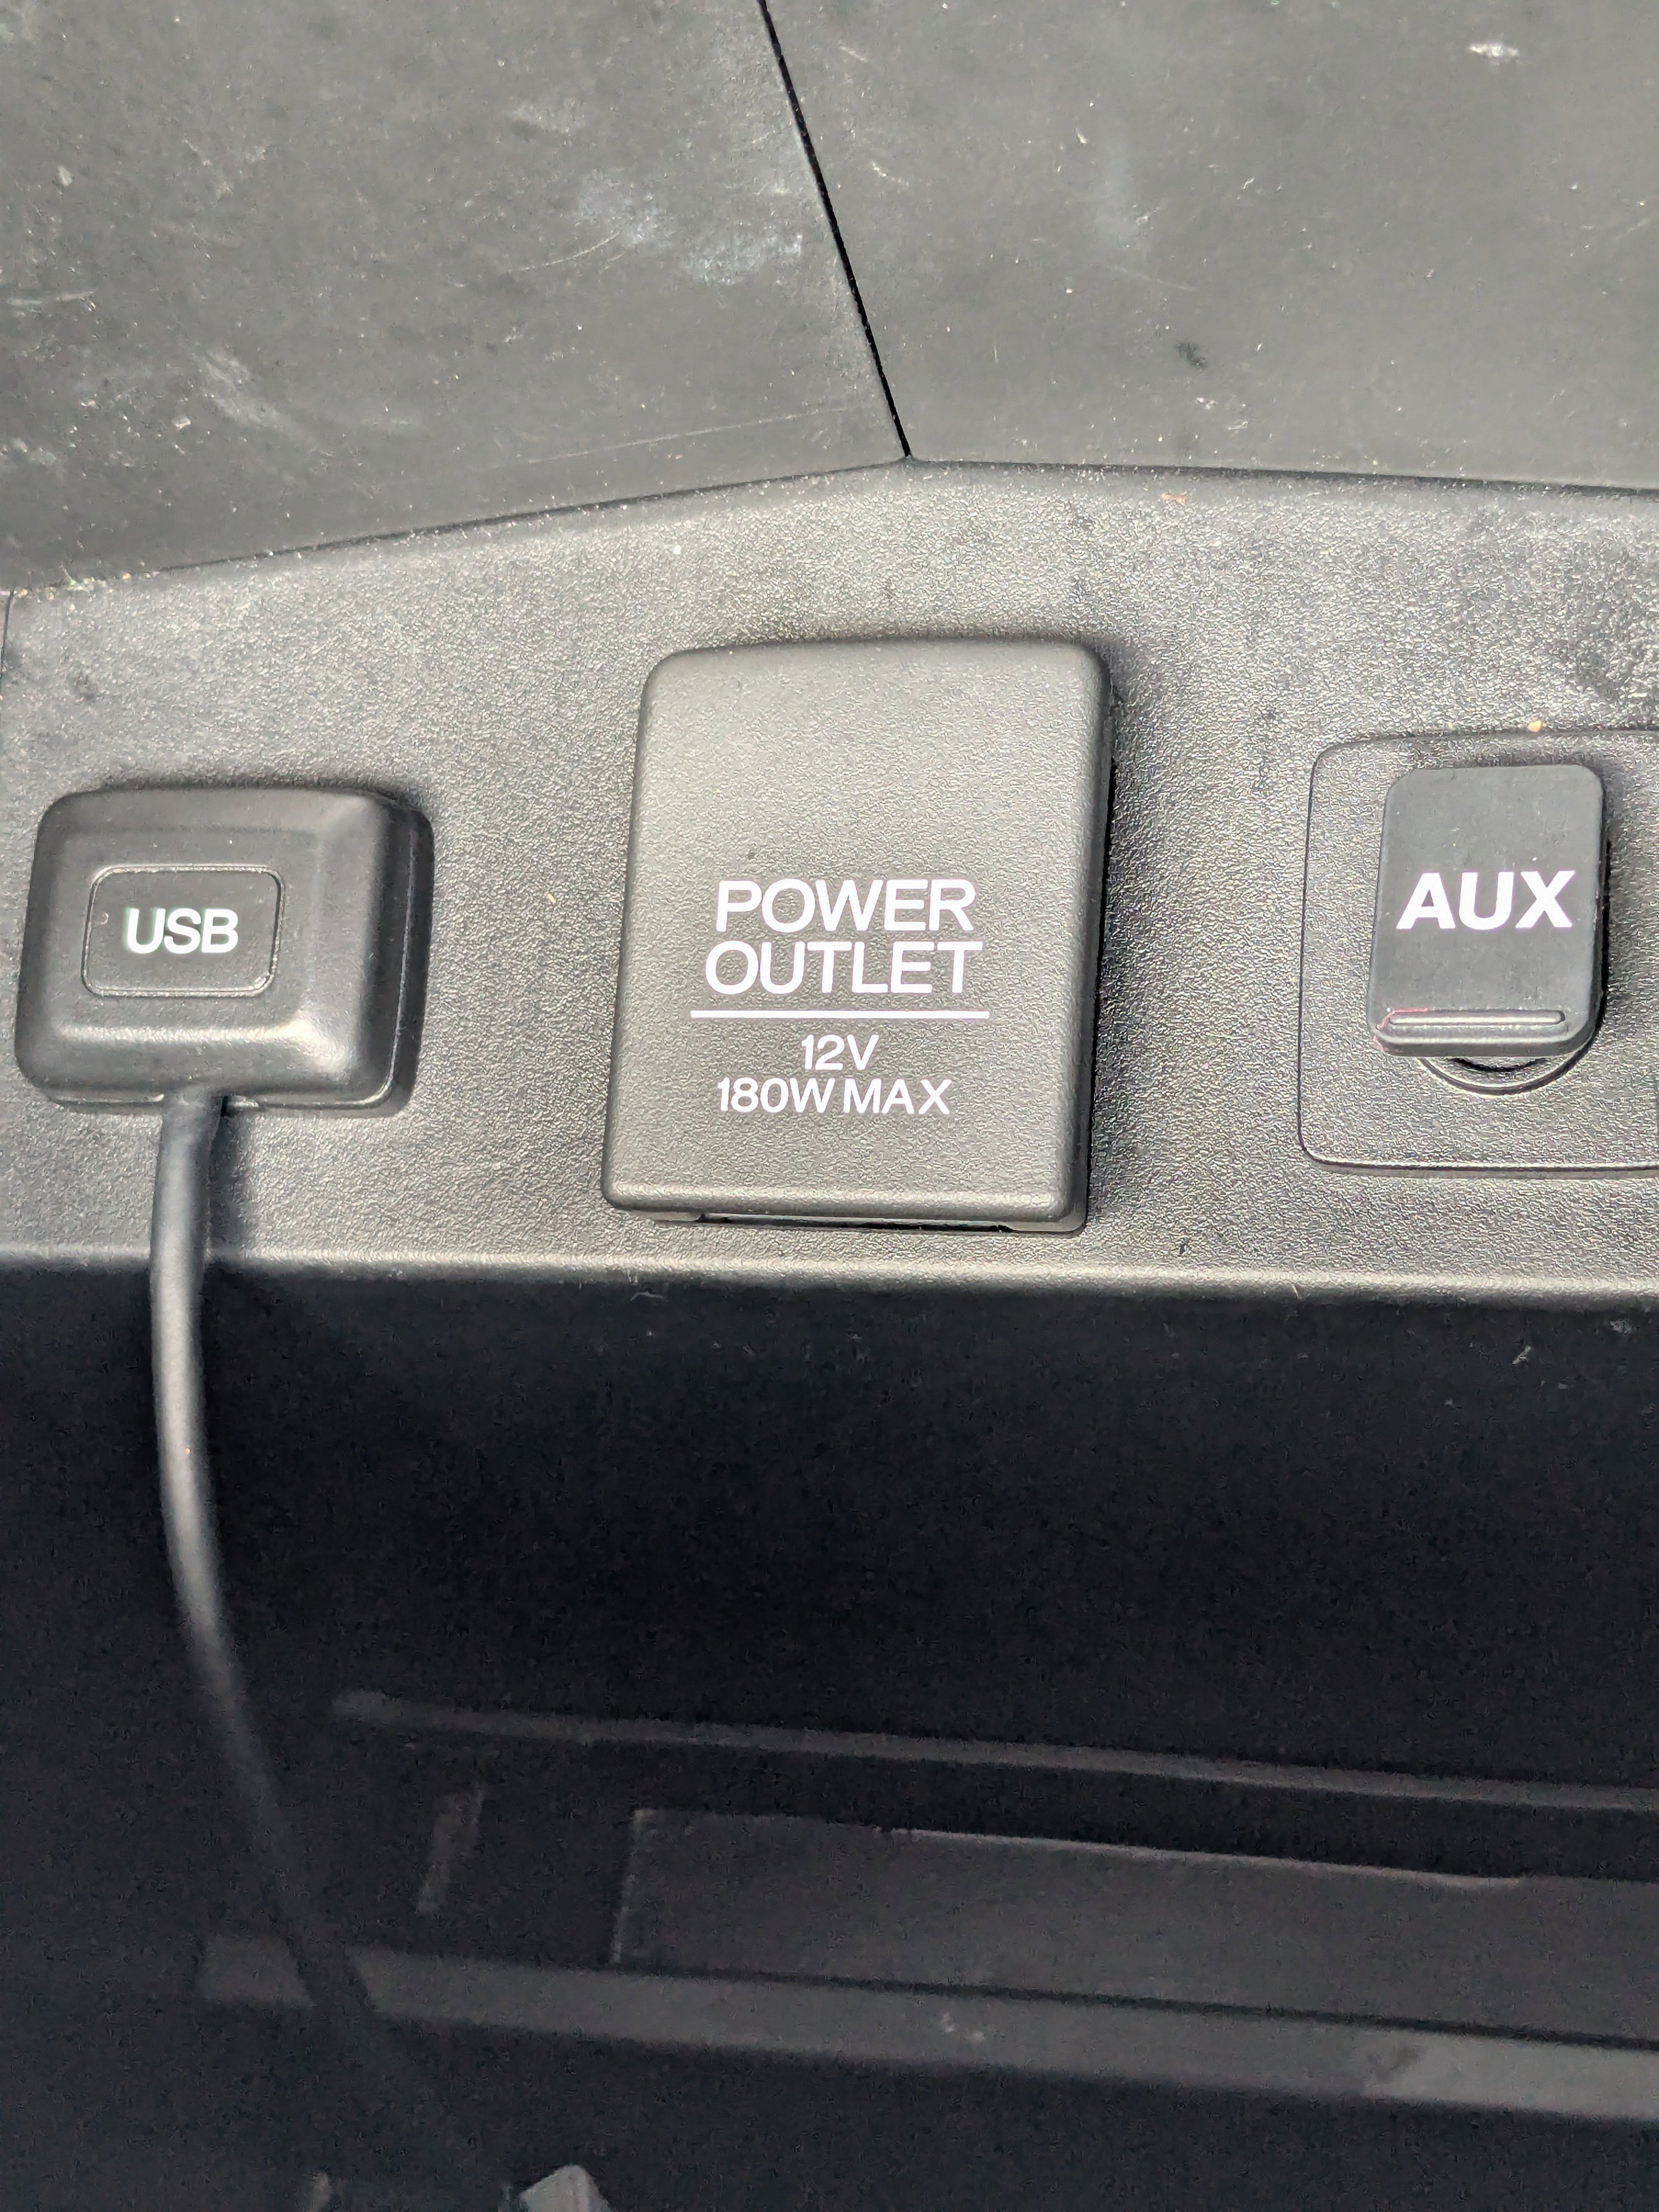 USB
POWER
OUTLET
12V
180W MAX
AUX